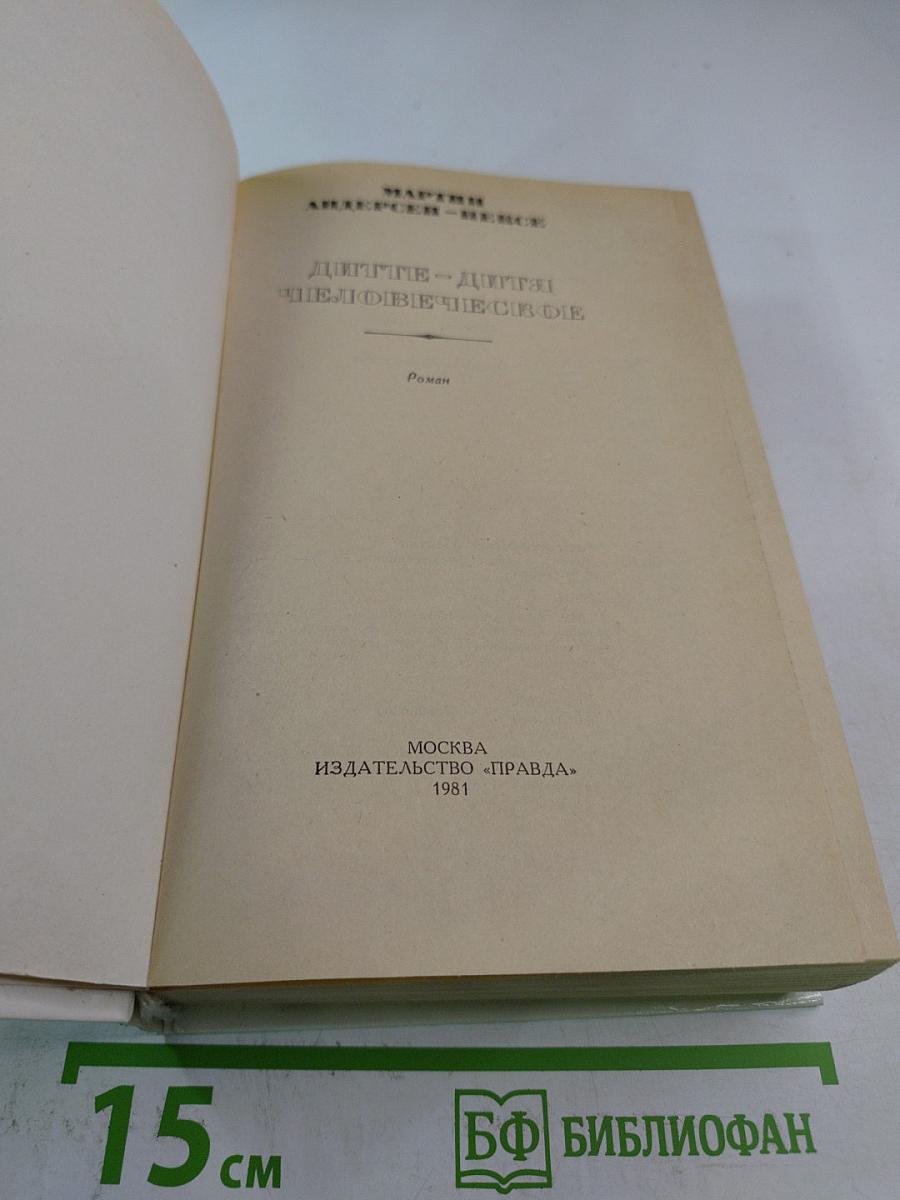 МАРТИН
АНДЕРСЕН-НЕКСЕ
ДИТТЕ-ДИТЯ
ЧЕЛОВЕЧЕСКОЕ
Роман
МОСКВА
ИЗДАТЕЛЬСТВО «ПРАВДА»
1981
15 см
БФ БИБЛИОФАН